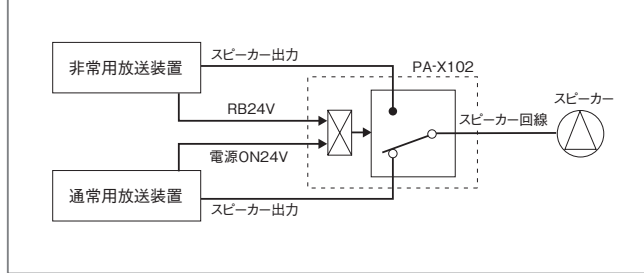 スピーカー出力
非常用放送装置
PA-X102
スピーカー
RB24V
スピーカー回線
電源ON24V
通常用放送装置
スピーカー出力